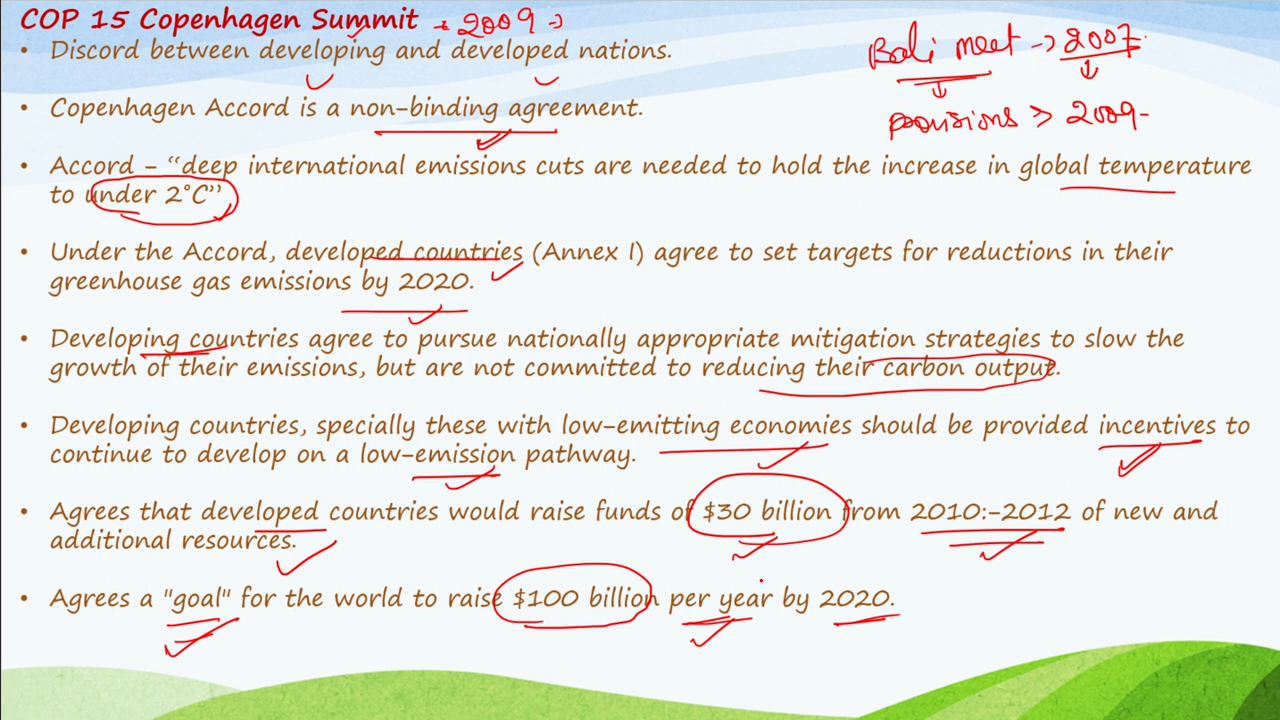 COP 15 Copenhagen Summit → 2009 →
• Discord between developing and developed nations.
Bali meet → 2007
provisions > 2009
• Copenhagen Accord is a non-binding agreement.
• Accord – “deep international emissions cuts are needed to hold the increase in global temperature
to under 2°C”
• Under the Accord, developed countries (Annex I) agree to set targets for reductions in their
greenhouse gas emissions by 2020.
• Developing countries agree to pursue nationally appropriate mitigation strategies to slow the
growth of their emissions, but are not committed to reducing their carbon output.
• Developing countries, specially these with low-emitting economies should be provided incentives to
continue to develop on a low-emission pathway.
• Agrees that developed countries would raise funds of $30 billion from 2010:-2012 of new and
additional resources.
• Agrees a "goal" for the world to raise $100 billion per year by 2020.